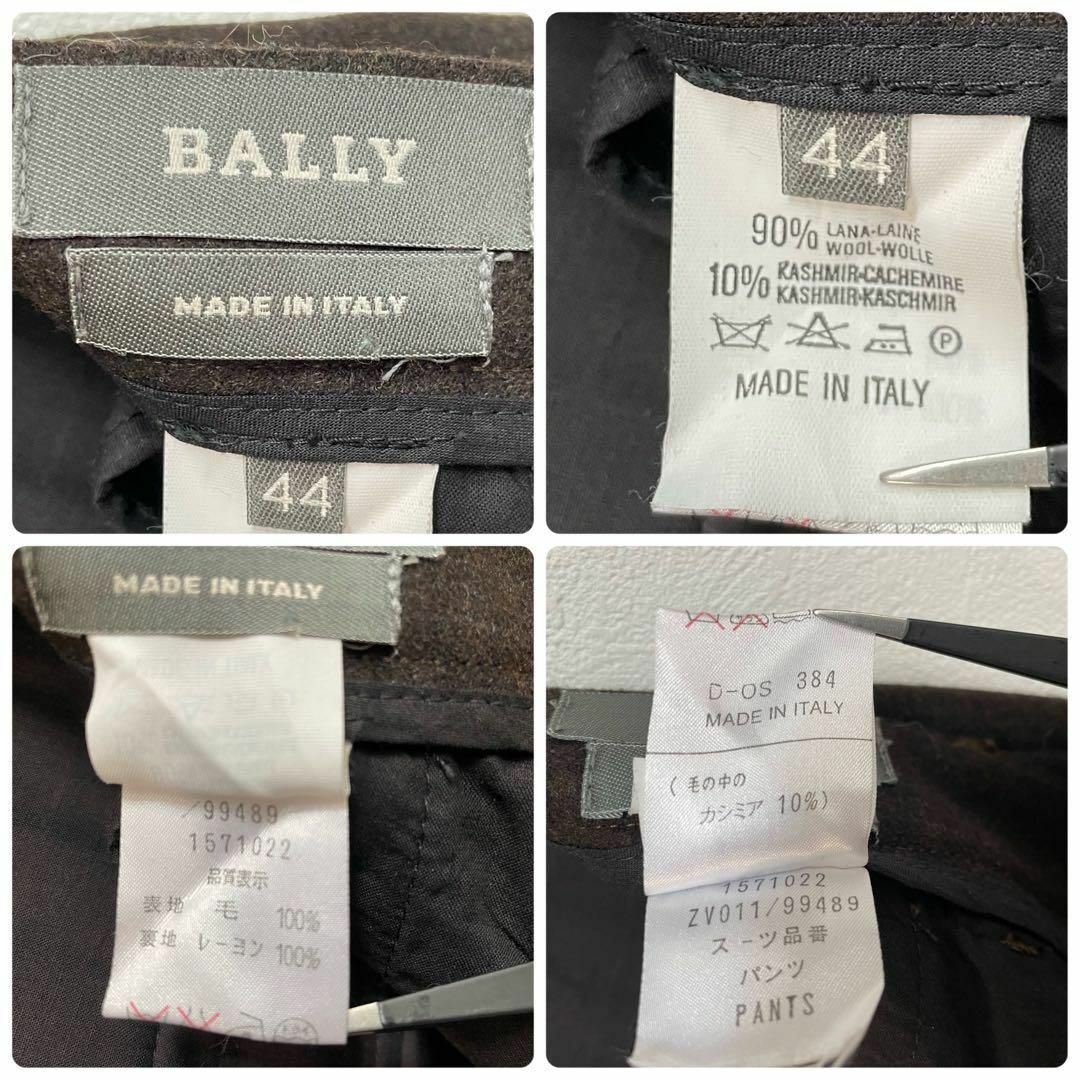 BALLY
MADE IN ITALY
44
44
90% LANA-LAINE
WOOL-WOLLE
10% KASHMIR-CACHEMIRE
KASHMIR-KASCHMIR
P
MADE IN ITALY
MADE IN ITALY
/99489
1571022
品質表示
表地 毛 100%
裏地 レーヨン 100%
D-OS 384
MADE IN ITALY
(毛の中の
カシミア 10%)
1571022
ZV011/99489
スーツ品番
パンツ
PANTS